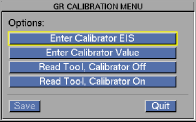 GR CALIBRATION MENU
Options:
Enter Calibrator EIS
Enter Calibrator Value
Read Tool, Calibrator Off
Read Tool, Calibrator On
Save Quit